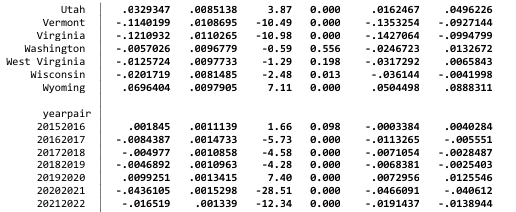 Utah .0329347 .0085138 3.87 0.000 .0162467 .0496226
Vermont -.1140199 .0108695 -10.49 0.000 -.1353254 -.0927144
Virginia -.1210932 .0110265 -10.98 0.000 -.1427064 -.0994799
Washington -.0057026 .0096779 -0.59 0.556 -.0246723 .0132672
West Virginia -.0125724 .0097733 -1.29 0.198 -.0317292 .0065843
Wisconsin -.0201719 .0081485 -2.48 0.013 -.036144 -.0041998
Wyoming .0696404 .0097905 7.11 0.000 .0504498 .0888311
yearpair
20152016 .001845 .0011139 1.66 0.098 -.0003384 .0040284
20162017 -.0084387 .0014733 -5.73 0.000 -.0113265 -.005551
20172018 -.004977 .0010858 -4.58 0.000 -.0071054 -.0028487
20182019 -.0046892 .0010963 -4.28 0.000 -.0068381 -.0025403
20192020 .0099251 .0013415 7.40 0.000 .0072956 .0125546
20202021 -.0436105 .0015298 -28.51 0.000 -.0466091 -.040612
20212022 -.016519 .001339 -12.34 0.000 -.0191437 -.0138944